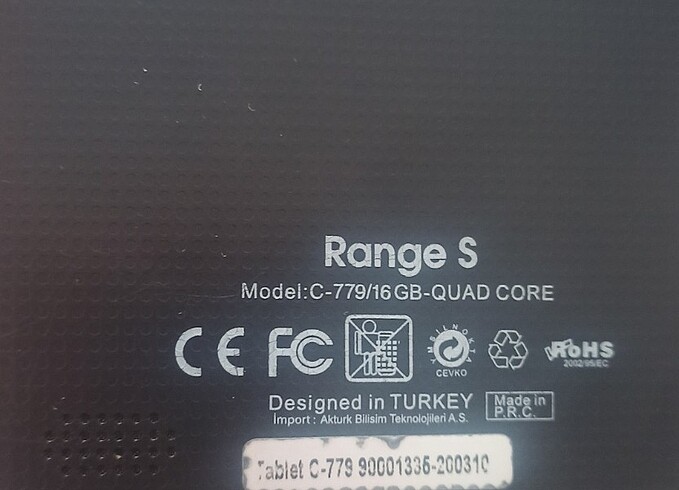 Range S
Model:C-779/16GB-QUAD CORE
CE FC
CEVKO
RoHS
2002/95/EC
Designed in TURKEY
Made in
P.R.C.
Import : Akturk Bilisim Teknolojileri A.S.
Tablet C-779 90001335-200310